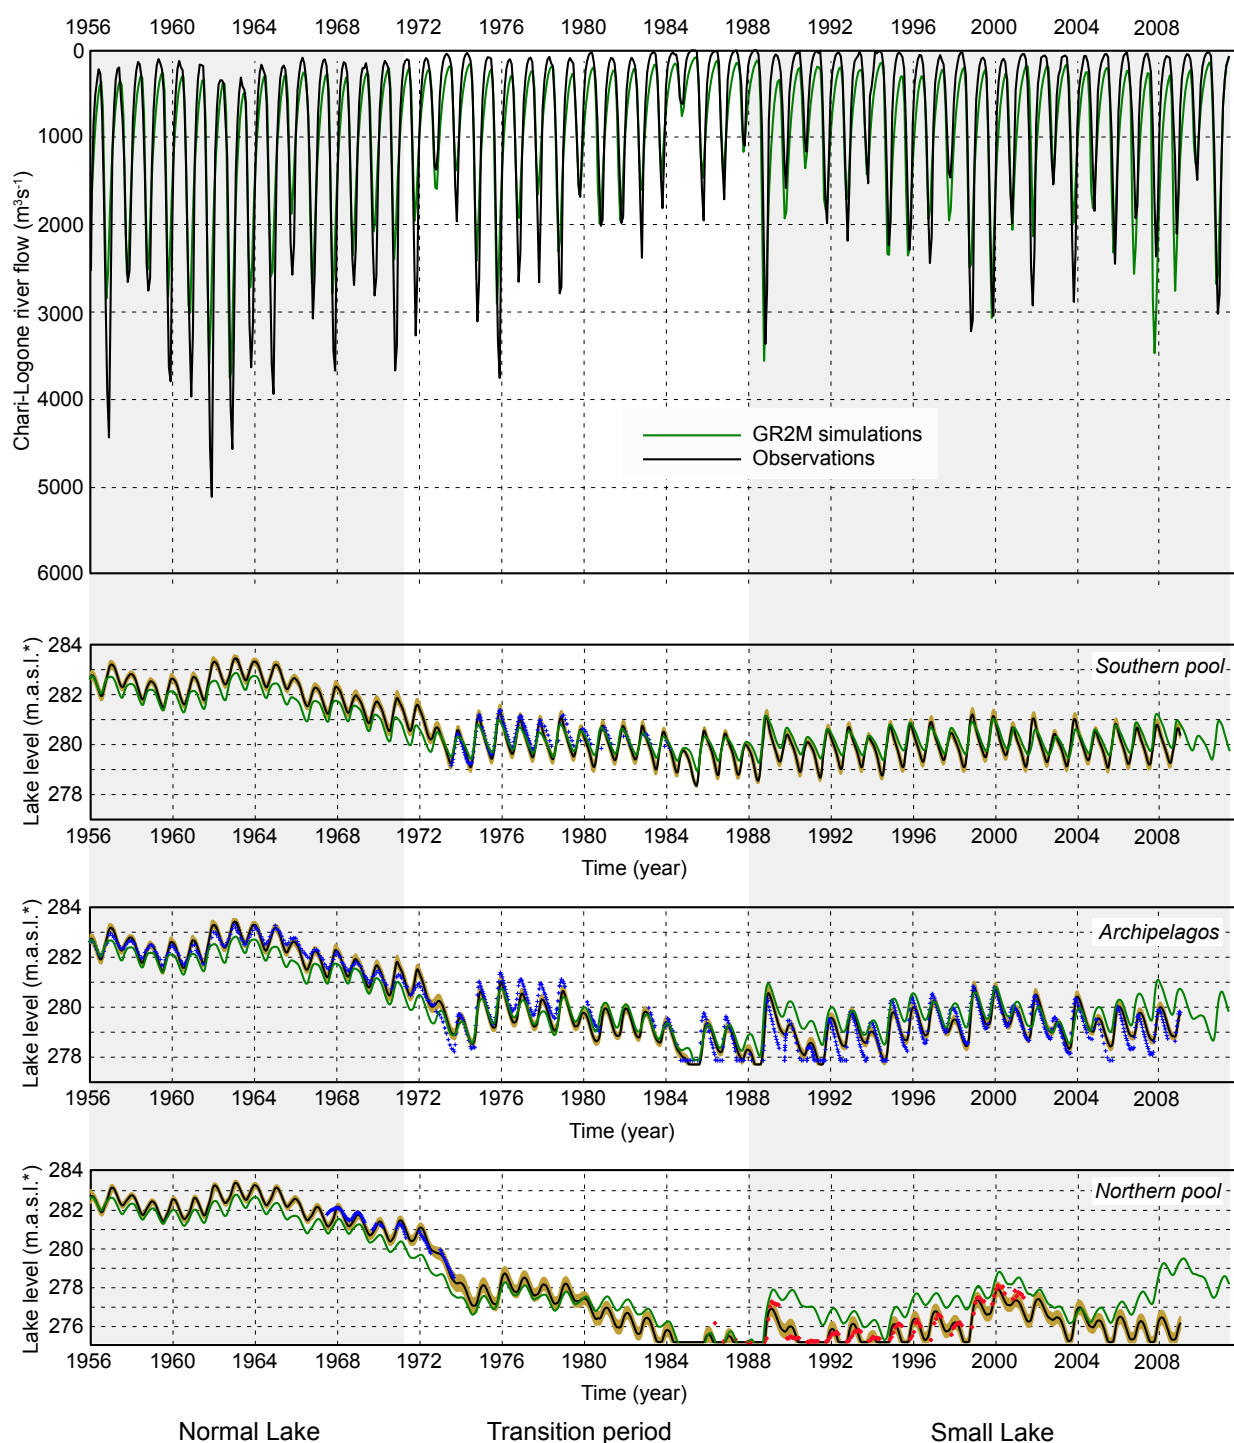 1956 1960 1964 1968 1972 1976 1980 1984 1988 1992 1996 2000 2004 2008
0
1000
2000
3000
4000
5000
6000
Chari-Logone river flow (m³s⁻¹)
GR2M simulations
Observations
284
282
280
278
Lake level (m.a.s.l.*)
Southern pool
1956 1960 1964 1968 1972 1976 1980 1984 1988 1992 1996 2000 2004 2008
Time (year)
284
282
280
278
Lake level (m.a.s.l.*)
Archipelagos
1956 1960 1964 1968 1972 1976 1980 1984 1988 1992 1996 2000 2004 2008
Time (year)
284
282
280
278
276
Lake level (m.a.s.l.*)
Northern pool
1956 1960 1964 1968 1972 1976 1980 1984 1988 1992 1996 2000 2004 2008
Time (year)
Normal Lake Transition period Small Lake